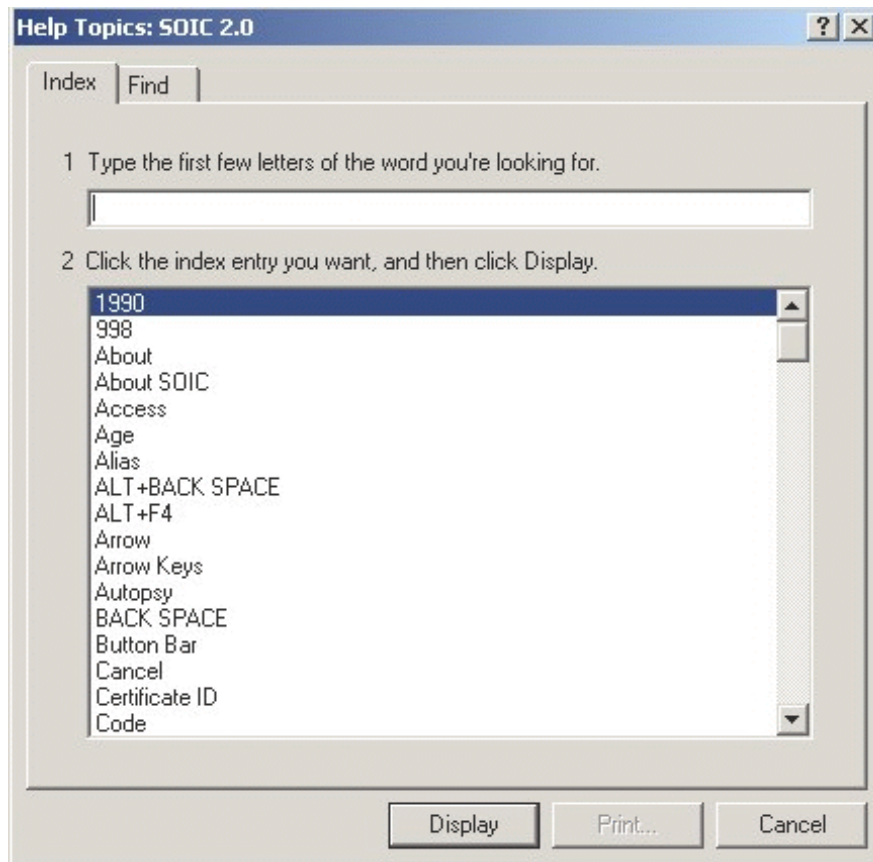 Help Topics: SOIC 2.0
Index Find
1 Type the first few letters of the word you're looking for.
2 Click the index entry you want, and then click Display.
1990
998
About
About SOIC
Access
Age
Alias
ALT+BACK SPACE
ALT+F4
Arrow
Arrow Keys
Autopsy
BACK SPACE
Button Bar
Cancel
Certificate ID
Code
Display Print... Cancel